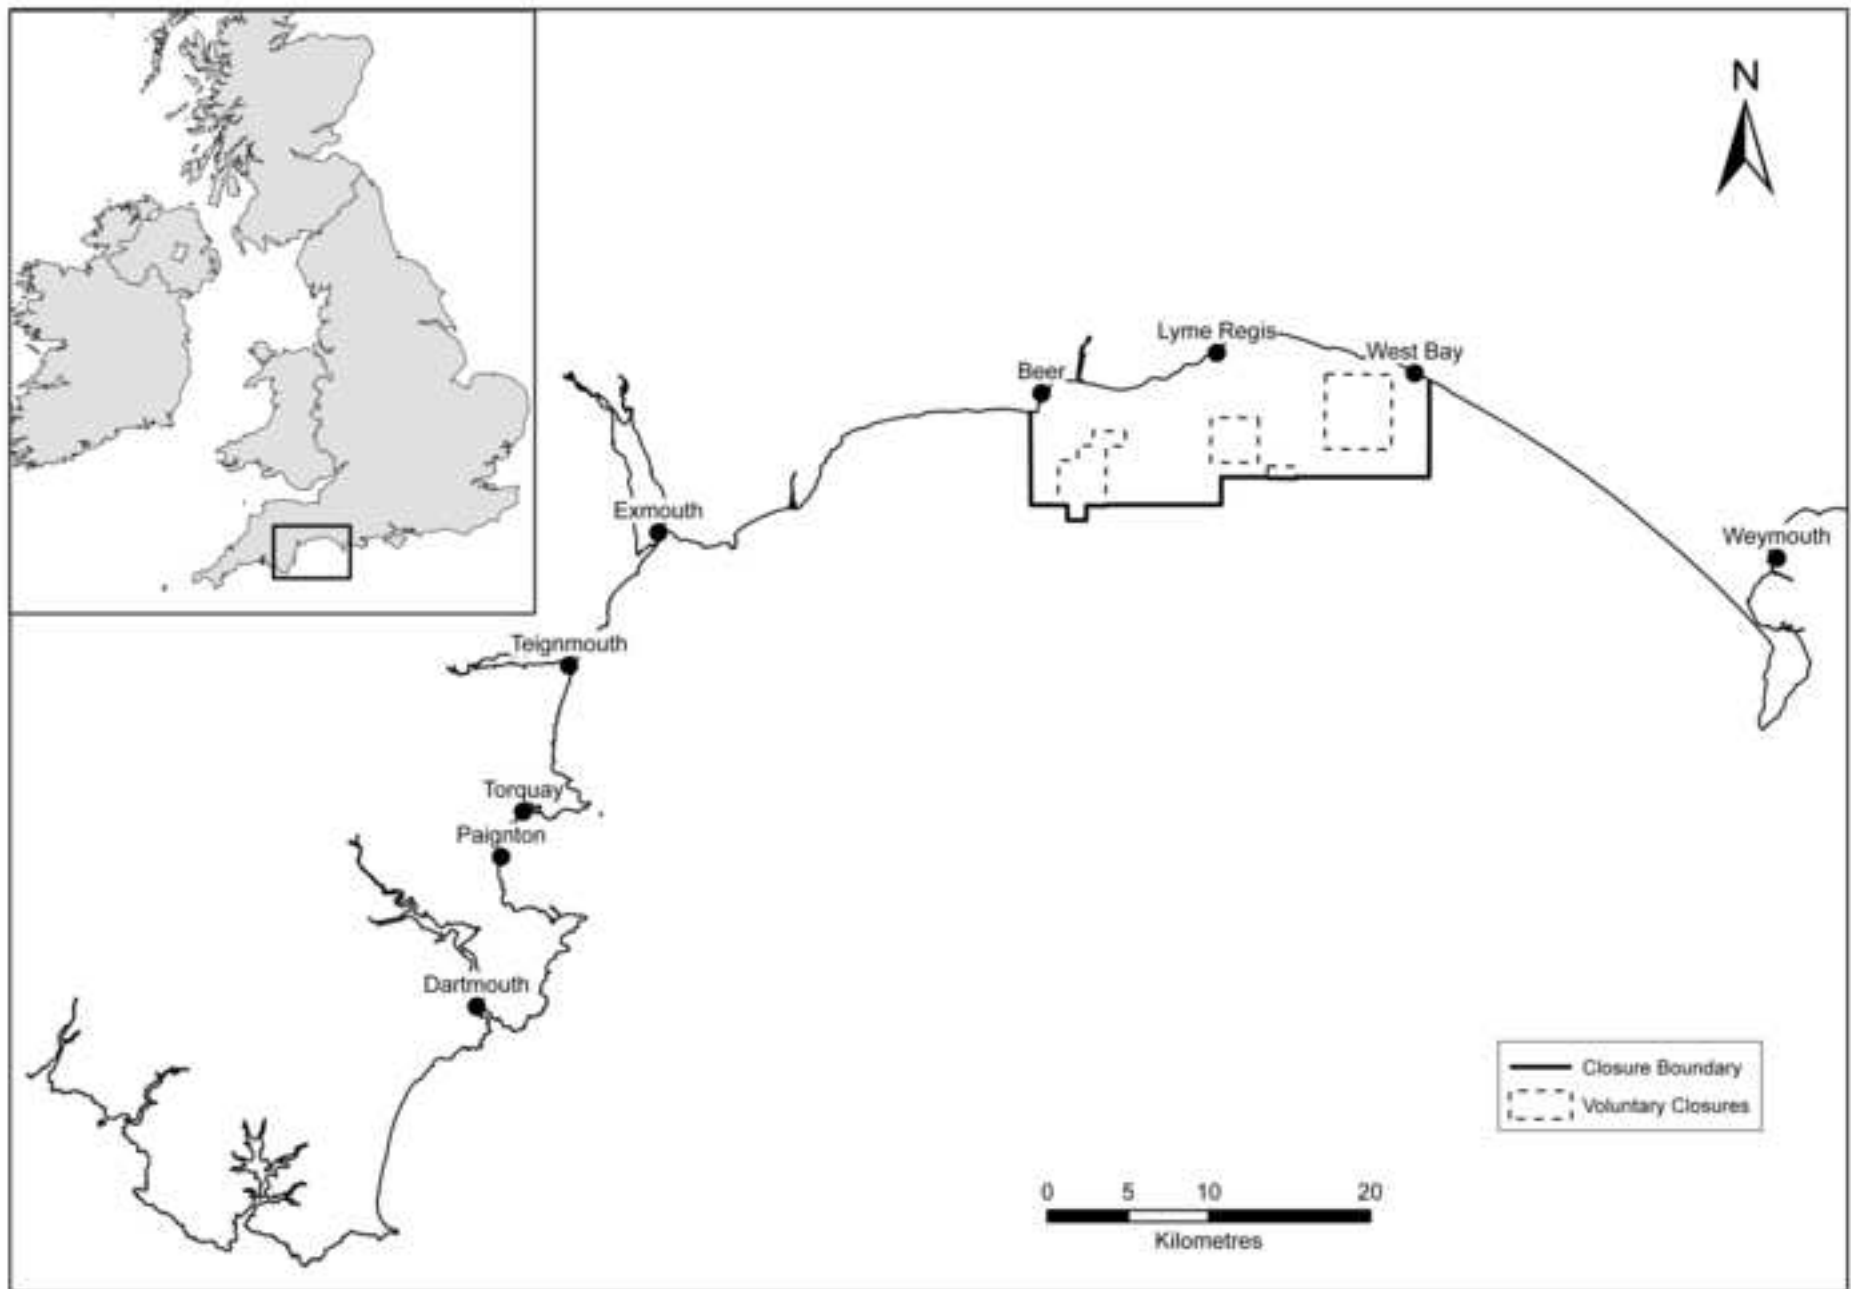 N
Lyme Regis
West Bay
Beer
Exmouth
Weymouth
Teignmouth
Torquay
Paignton
Dartmouth
Closure Boundary
Voluntary Closures
0 5 10 20
Kilometres